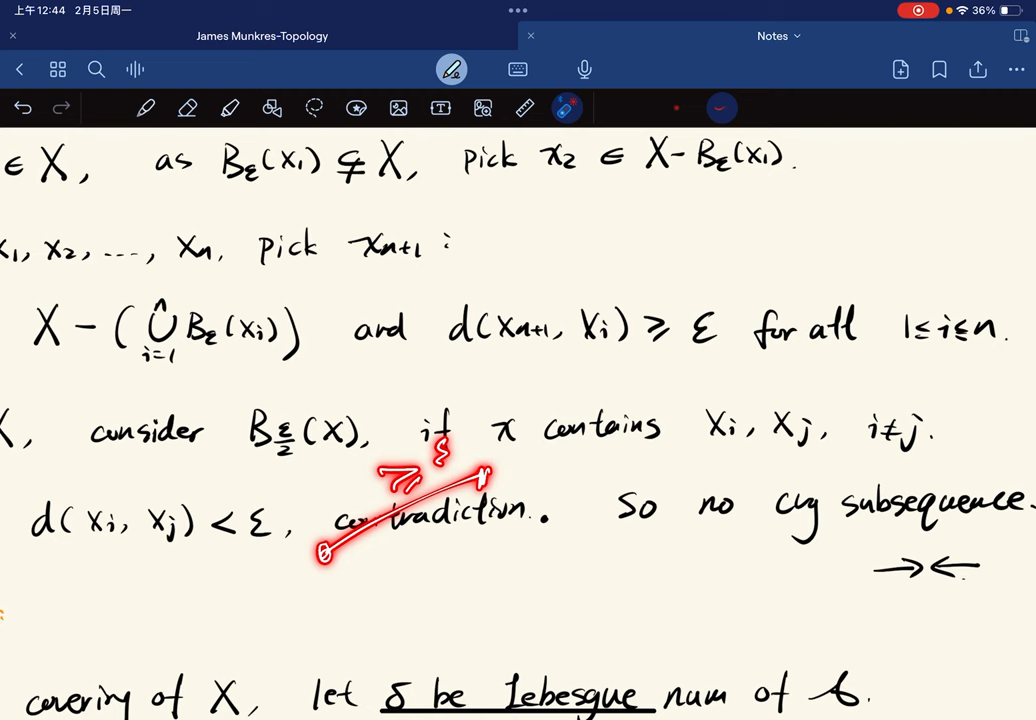 上午12:44 2月5日周一
36%
James Munkres-Topology
Notes
∈ X, as Bε(x1) ⊊ X, pick x2 ∈ X - Bε(x1).
x1, x2, ..., xn, pick xn+1 :
X - (⋃_{i=1}^{n} Bε(xi)) and d(xn+1, xi) ≥ ε for all 1≤i≤n.
X, consider B_{ε/2}(x), if x contains xi, xj, i≠j.
≥ ε
d(xi, xj) < ε, contradiction. So no cvg subsequence.
→←
covering of X, let δ be Lebesgue num of